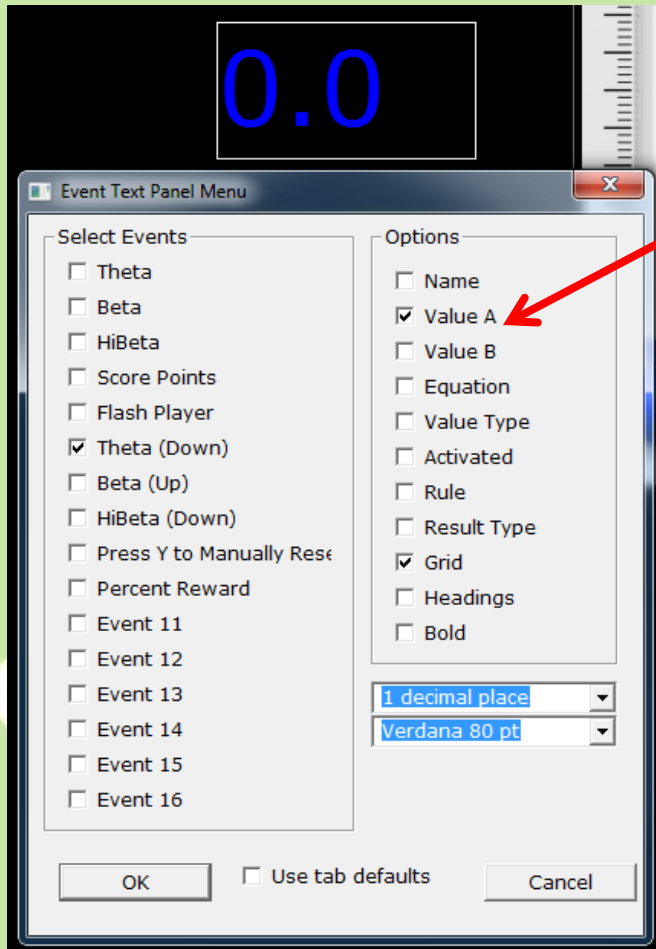 0.0
Event Text Panel Menu
Select Events
Theta
Beta
HiBeta
Score Points
Flash Player
Theta (Down)
Beta (Up)
HiBeta (Down)
Press Y to Manually Rese
Percent Reward
Event 11
Event 12
Event 13
Event 14
Event 15
Event 16
Options
Name
Value A
Value B
Equation
Value Type
Activated
Rule
Result Type
Grid
Headings
Bold
1 decimal place
Verdana 80 pt
OK
Use tab defaults
Cancel